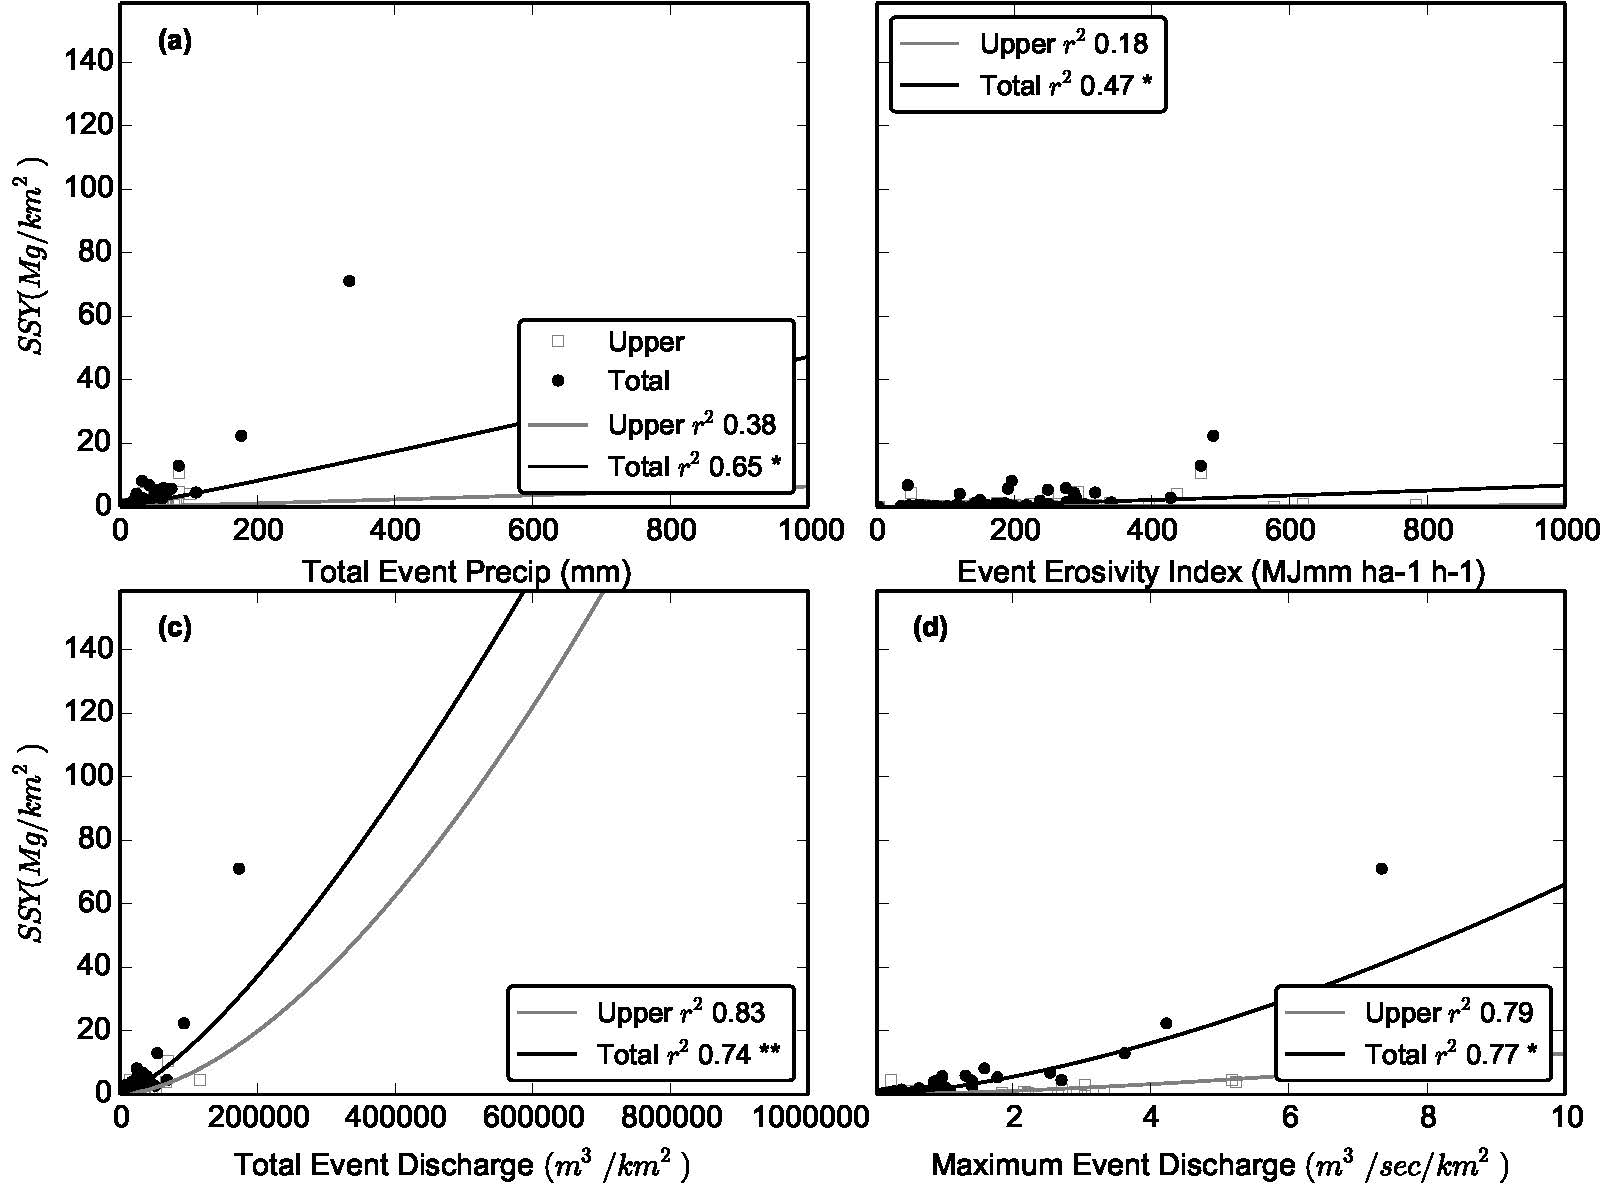 (a)
SSY(Mg/km² )
140
120
100
80
60
40
20
0
0 200 400 600 800 1000
Total Event Precip (mm)
Upper
Total
Upper r² 0.38
Total r² 0.65 *
Upper r² 0.18
Total r² 0.47 *
0 200 400 600 800 1000
Event Erosivity Index (MJmm ha-1 h-1)
(c)
SSY(Mg/km² )
140
120
100
80
60
40
20
0
0 200000 400000 600000 800000 1000000
Total Event Discharge (m³ /km² )
Upper r² 0.83
Total r² 0.74 **
(d)
Upper r² 0.79
Total r² 0.77 *
2 4 6 8 10
Maximum Event Discharge (m³ /sec/km² )